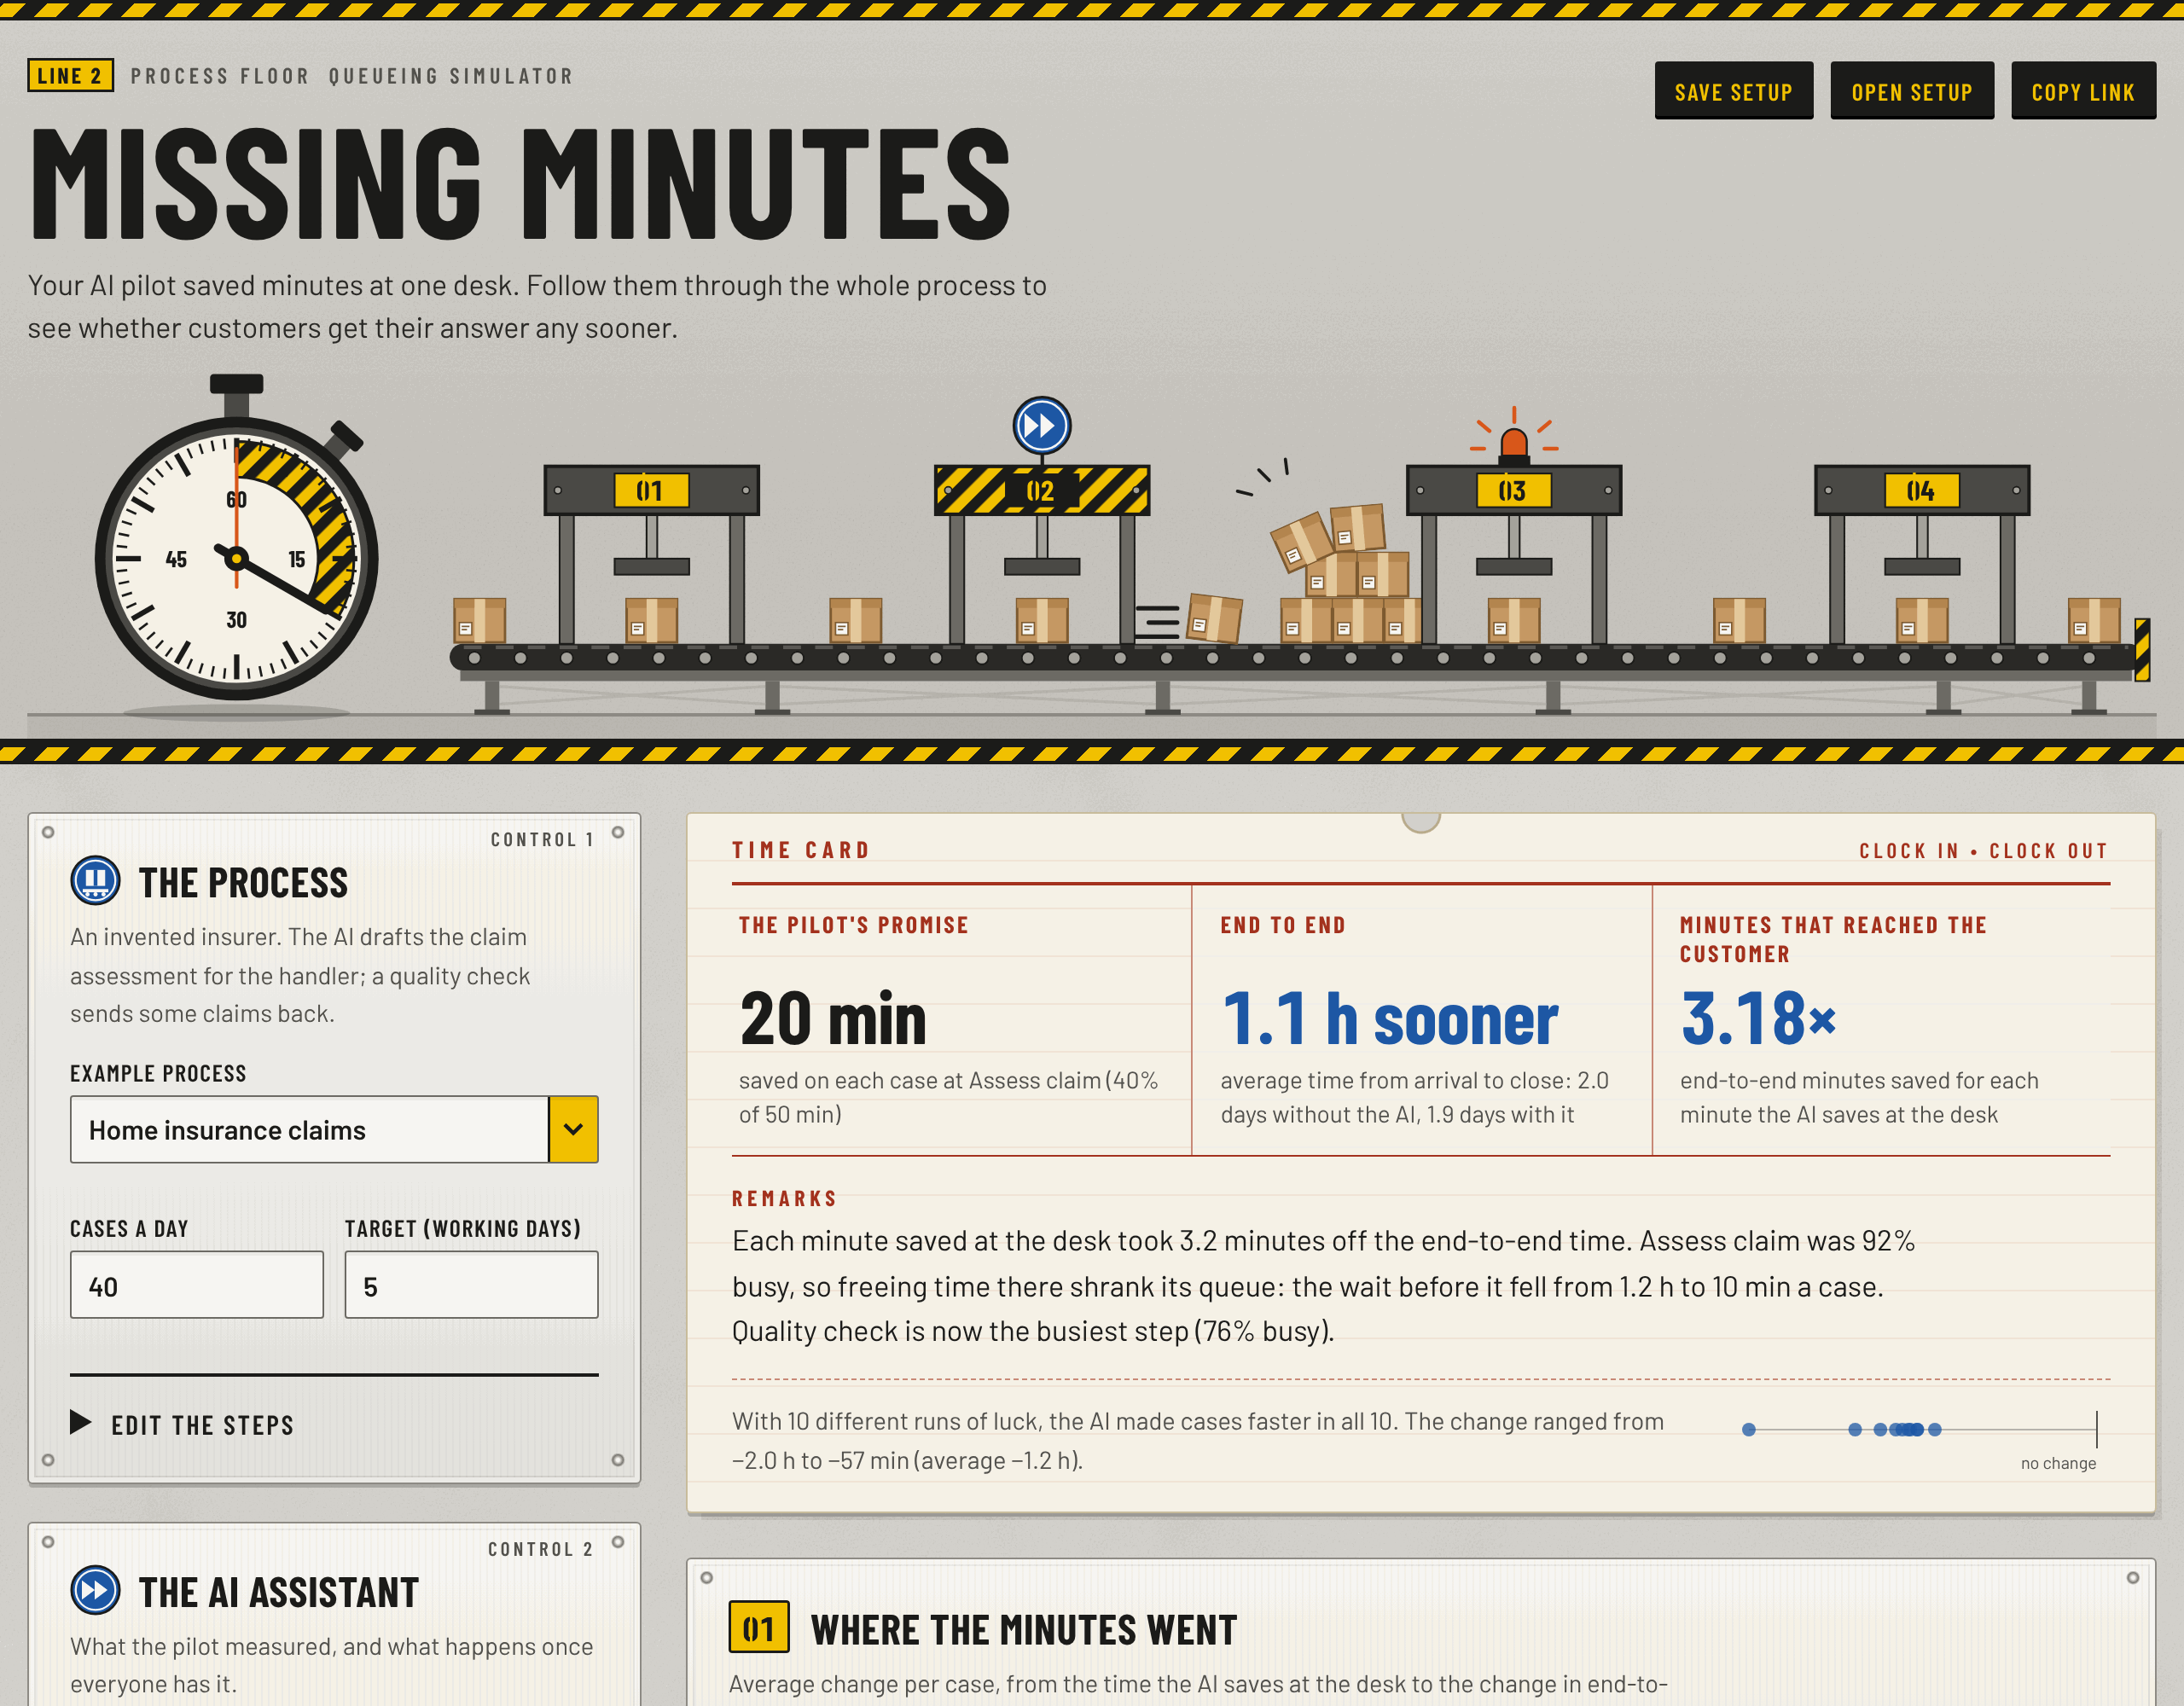 LINE 2 PROCESS FLOOR QUEUEING SIMULATOR
SAVE SETUP
OPEN SETUP
COPY LINK
MISSING MINUTES
Your AI pilot saved minutes at one desk. Follow them through the whole process to
see whether customers get their answer any sooner.
60
45
15
30
01
02
03
04
CONTROL 1
THE PROCESS
An invented insurer. The AI drafts the claim
assessment for the handler; a quality check
sends some claims back.
EXAMPLE PROCESS
Home insurance claims
CASES A DAY
TARGET (WORKING DAYS)
40
5
EDIT THE STEPS
CONTROL 2
THE AI ASSISTANT
What the pilot measured, and what happens once
everyone has it.
TIME CARD
CLOCK IN • CLOCK OUT
THE PILOT'S PROMISE
20 min
saved on each case at Assess claim (40%
of 50 min)
END TO END
1.1 h sooner
average time from arrival to close: 2.0
days without the AI, 1.9 days with it
MINUTES THAT REACHED THE
CUSTOMER
3.18×
end-to-end minutes saved for each
minute the AI saves at the desk
REMARKS
Each minute saved at the desk took 3.2 minutes off the end-to-end time. Assess claim was 92%
busy, so freeing time there shrank its queue: the wait before it fell from 1.2 h to 10 min a case.
Quality check is now the busiest step (76% busy).
With 10 different runs of luck, the AI made cases faster in all 10. The change ranged from
−2.0 h to −57 min (average −1.2 h).
no change
01
WHERE THE MINUTES WENT
Average change per case, from the time the AI saves at the desk to the change in end-to-